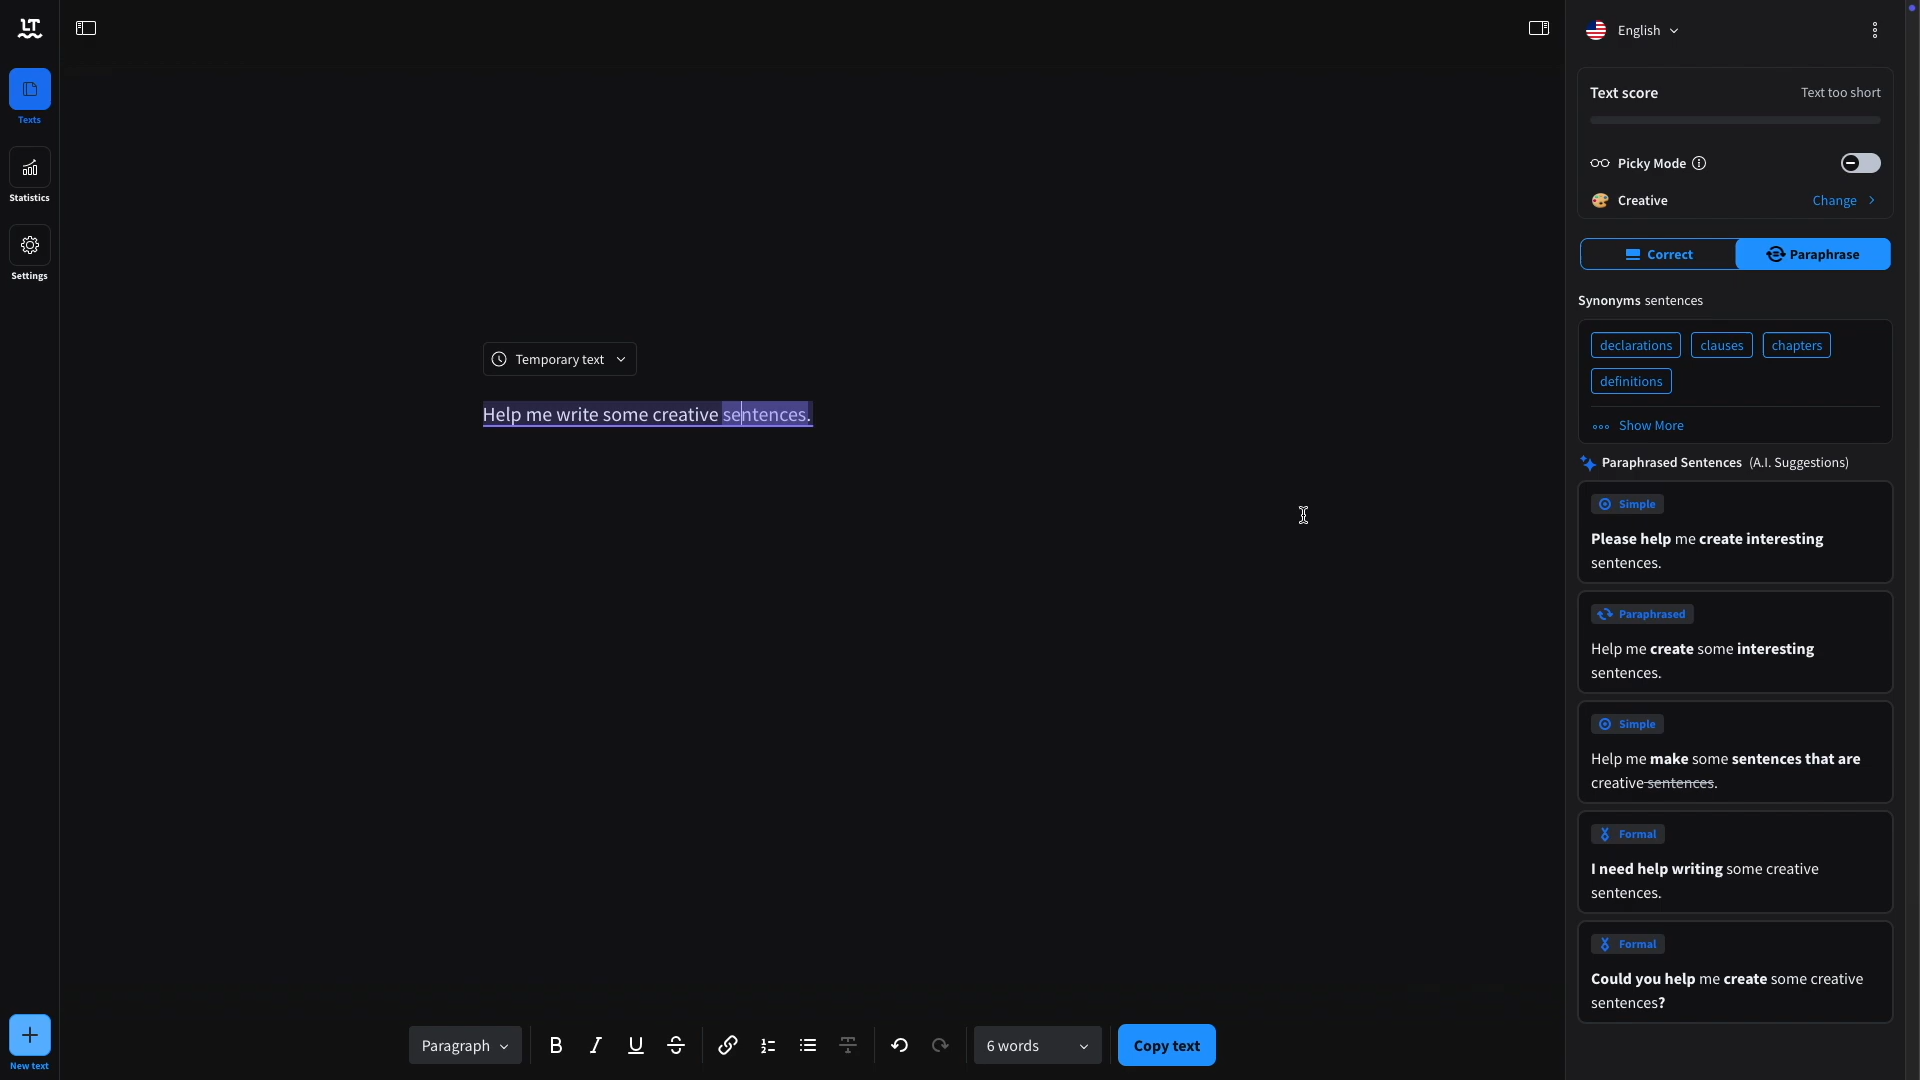 LT
Texts
Statistics
Settings
New text
Temporary text
Help me write some creative sentences.
Paragraph
B
I
U
S
6 words
Copy text
English
Text score
Text too short
Picky Mode
Creative
Change
Correct
Paraphrase
Synonyms sentences
declarations
clauses
chapters
definitions
Show More
Paraphrased Sentences (A.I. Suggestions)
Simple
Please help me create interesting
sentences.
Paraphrased
Help me create some interesting
sentences.
Simple
Help me make some sentences that are
creative sentences.
Formal
I need help writing some creative
sentences.
Formal
Could you help me create some creative
sentences?